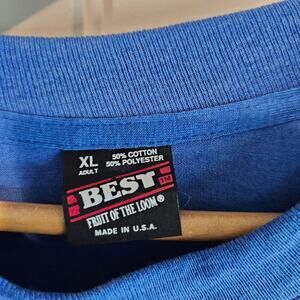 XL 50% COTTON
ADULT 50% POLYESTER
BEST TM
FRUIT OF THE LOOM®
MADE IN U.S.A.